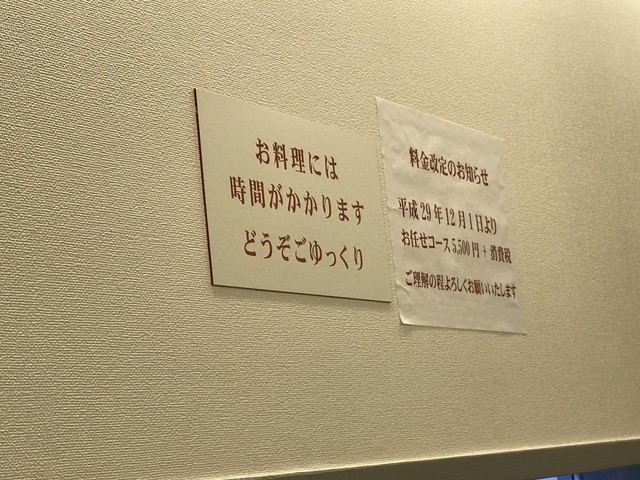 お料理には
時間がかかります
どうぞごゆっくり
料金改定のお知らせ
平成29年12月1日より
お任せコース5,500円+消費税
ご理解の程よろしくお願いいたします